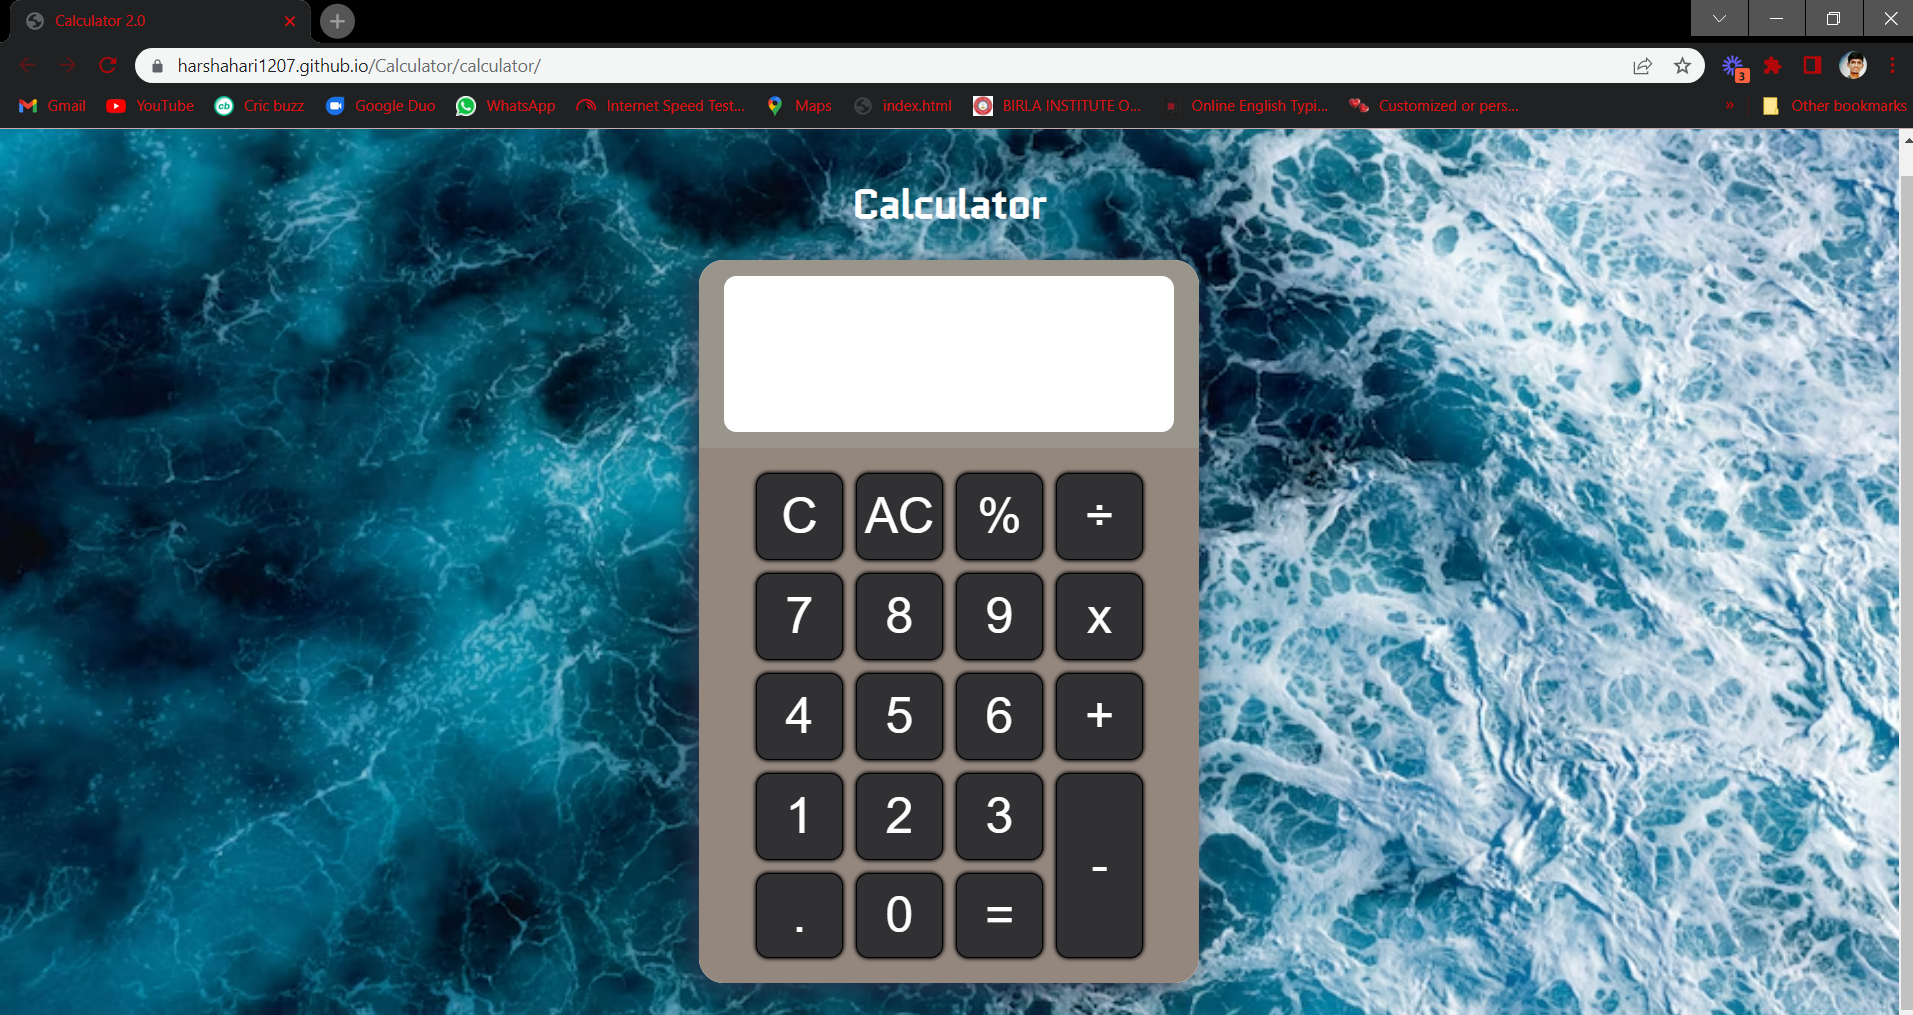 Calculator 2.0
harshahari1207.github.io/Calculator/calculator/
3
Gmail YouTube cb Cric buzz Google Duo WhatsApp Internet Speed Test... Maps index.html BIRLA INSTITUTE O... Online English Typi... Customized or pers... » Other bookmarks
Calculator
C AC % ÷
7 8 9 x
4 5 6 +
1 2 3 -
. 0 =